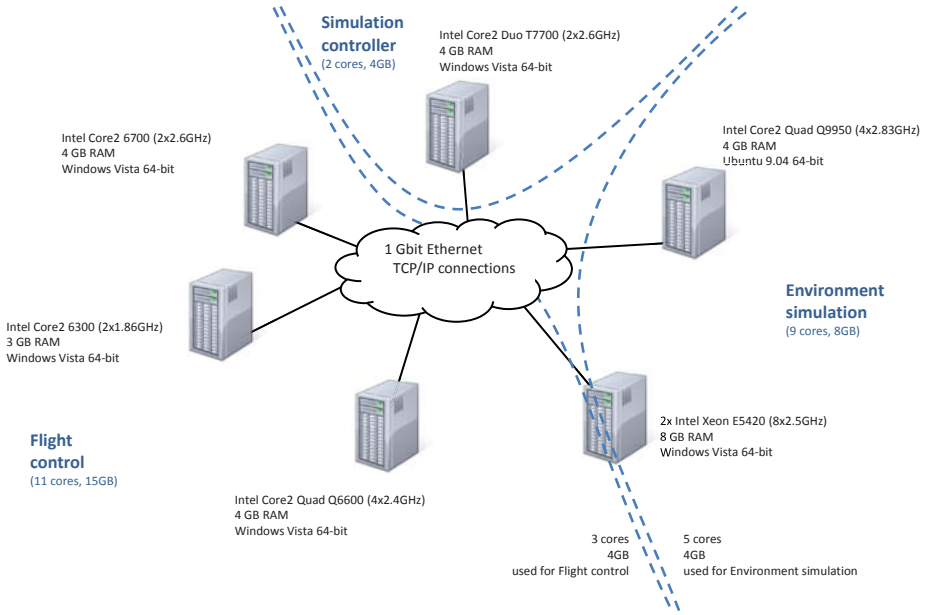 Simulation
controller
(2 cores, 4GB)
Intel Core2 Duo T7700 (2x2.6GHz)
4 GB RAM
Windows Vista 64-bit
Intel Core2 6700 (2x2.6GHz)
4 GB RAM
Windows Vista 64-bit
Intel Core2 Quad Q9950 (4x2.83GHz)
4 GB RAM
Ubuntu 9.04 64-bit
1 Gbit Ethernet
TCP/IP connections
Environment
simulation
(9 cores, 8GB)
Intel Core2 6300 (2x1.86GHz)
3 GB RAM
Windows Vista 64-bit
2x Intel Xeon E5420 (8x2.5GHz)
8 GB RAM
Windows Vista 64-bit
Flight
control
(11 cores, 15GB)
Intel Core2 Quad Q6600 (4x2.4GHz)
4 GB RAM
Windows Vista 64-bit
3 cores
4GB
used for Flight control
5 cores
4GB
used for Environment simulation